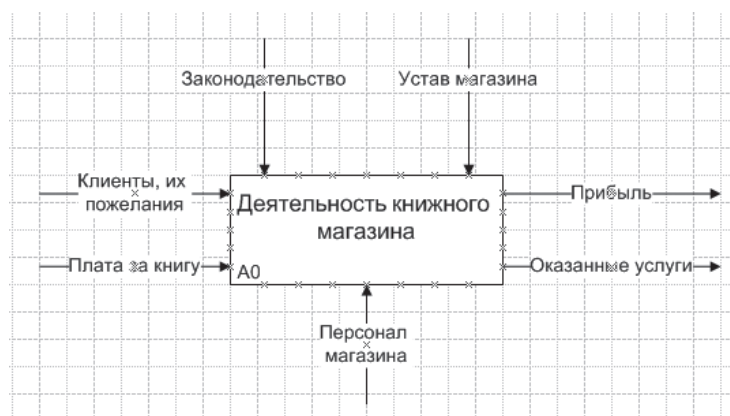 Законодательство
Устав магазина
Клиенты, их
пожелания
Прибыль
Деятельность книжного
магазина
Плата за книгу
A0
Оказанные услуги
Персонал
магазина